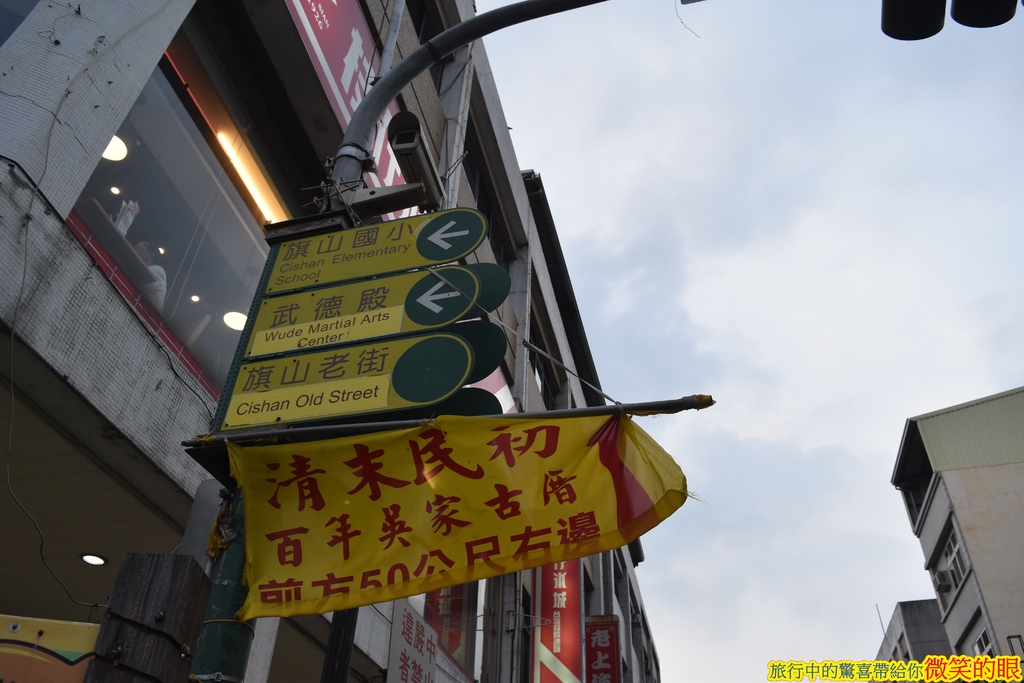 旗山國小
Cishan Elementary
School
武德殿
Wude Martial Arts
Center
旗山老街
Cishan Old Street
清末民初
百年吳家古厝
前方50公尺右邊
旅行中的驚喜帶給你微笑的眼